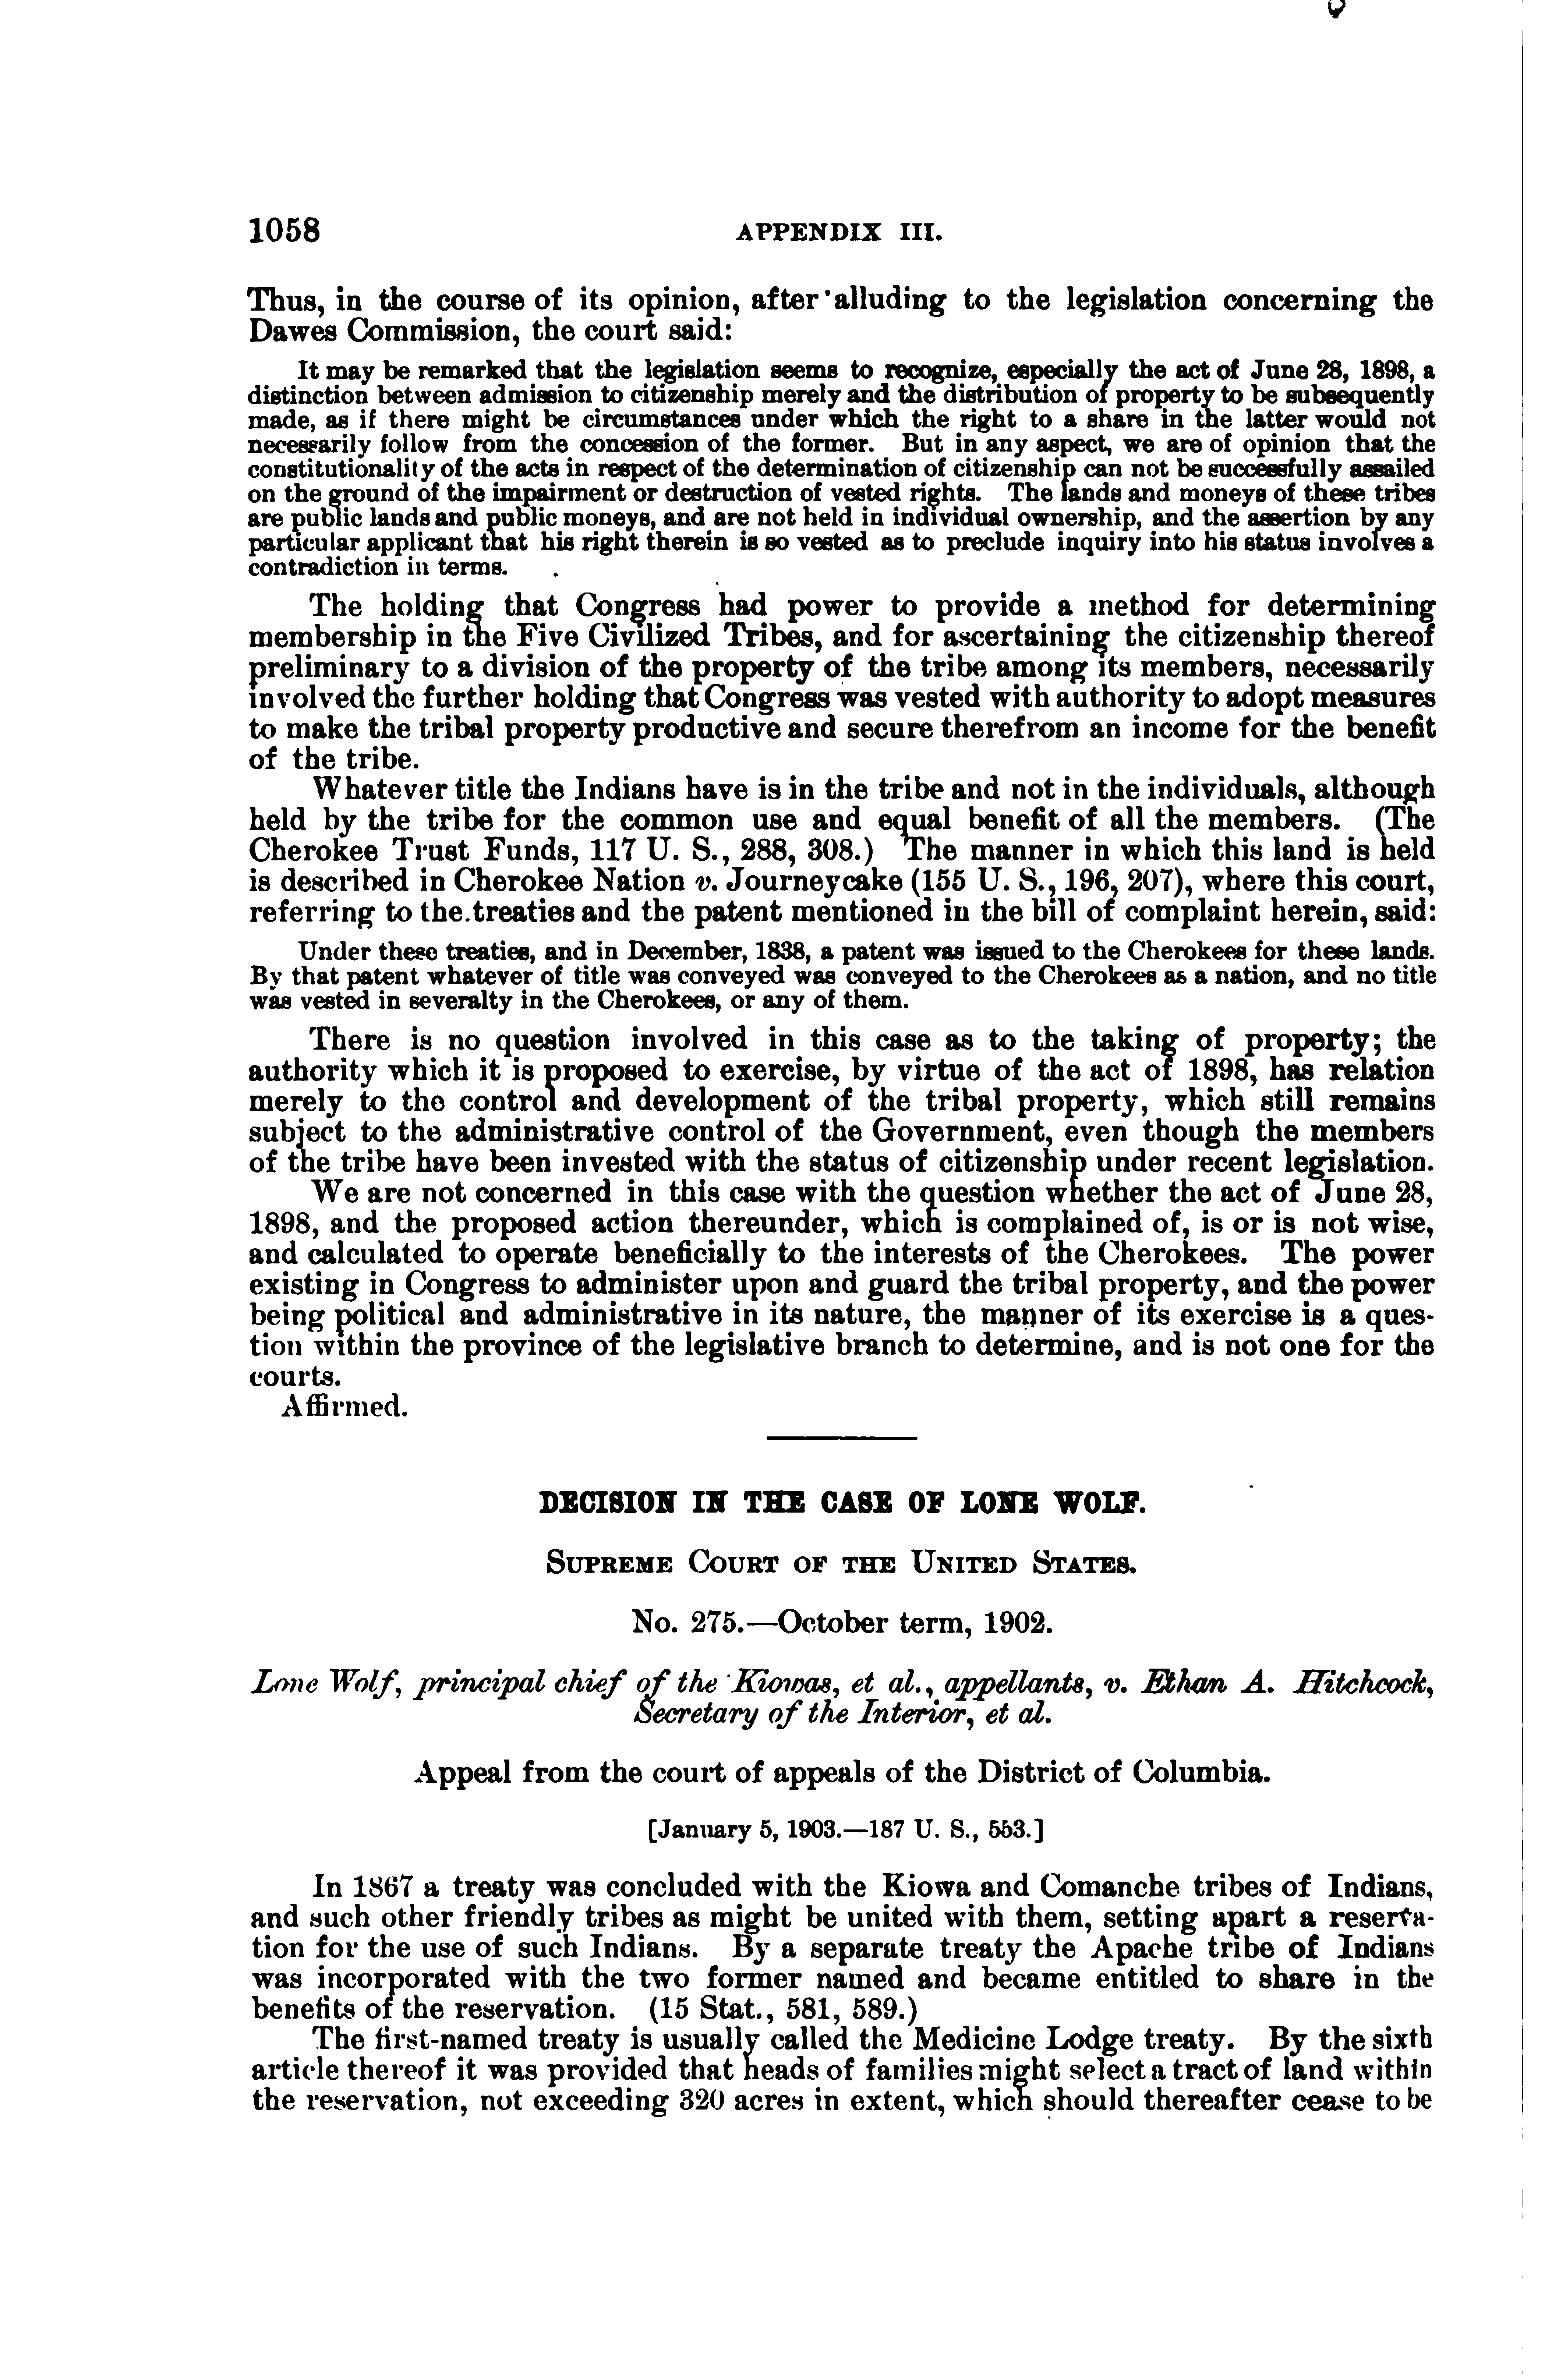 1058 APPENDIX III.
Thus, in the course of its opinion, after alluding to the legislation concerning the
Dawes Commission, the court said:
It may be remarked that the legislation seems to recognize, especially the act of June 28, 1898, a
distinction between admission to citizenship merely and the distribution of property to be subsequently
made, as if there might be circumstances under which the right to a share in the latter would not
necessarily follow from the concession of the former. But in any aspect, we are of opinion that the
constitutionality of the acts in respect of the determination of citizenship can not be successfully assailed
on the ground of the impairment or destruction of vested rights. The lands and moneys of these tribes
are public lands and public moneys, and are not held in individual ownership, and the assertion by any
particular applicant that his right therein is so vested as to preclude inquiry into his status involves a
contradiction in terms.
The holding that Congress had power to provide a method for determining
membership in the Five Civilized Tribes, and for ascertaining the citizenship thereof
preliminary to a division of the property of the tribe among its members, necessarily
involved the further holding that Congress was vested with authority to adopt measures
to make the tribal property productive and secure therefrom an income for the benefit
of the tribe.
Whatever title the Indians have is in the tribe and not in the individuals, although
held by the tribe for the common use and equal benefit of all the members. (The
Cherokee Trust Funds, 117 U. S., 288, 308.) The manner in which this land is held
is described in Cherokee Nation v. Journeycake (155 U. S., 196, 207), where this court,
referring to the treaties and the patent mentioned in the bill of complaint herein, said:
Under these treaties, and in December, 1838, a patent was issued to the Cherokees for these lands.
By that patent whatever of title was conveyed was conveyed to the Cherokees as a nation, and no title
was vested in severalty in the Cherokees, or any of them.
There is no question involved in this case as to the taking of property; the
authority which it is proposed to exercise, by virtue of the act of 1898, has relation
merely to the control and development of the tribal property, which still remains
subject to the administrative control of the Government, even though the members
of the tribe have been invested with the status of citizenship under recent legislation.
We are not concerned in this case with the question whether the act of June 28,
1898, and the proposed action thereunder, which is complained of, is or is not wise,
and calculated to operate beneficially to the interests of the Cherokees. The power
existing in Congress to administer upon and guard the tribal property, and the power
being political and administrative in its nature, the manner of its exercise is a ques-
tion within the province of the legislative branch to determine, and is not one for the
courts.
Affirmed.
DECISION IN THE CASE OF LONE WOLF.
SUPREME COURT OF THE UNITED STATES.
No. 275.—October term, 1902.
Lone Wolf, principal chief of the Kiowas, et al., appellants, v. Ethan A. Hitchcock,
Secretary of the Interior, et al.
Appeal from the court of appeals of the District of Columbia.
[January 5, 1903.—187 U. S., 553.]
In 1867 a treaty was concluded with the Kiowa and Comanche tribes of Indians,
and such other friendly tribes as might be united with them, setting apart a reserva-
tion for the use of such Indians. By a separate treaty the Apache tribe of Indians
was incorporated with the two former named and became entitled to share in the
benefits of the reservation. (15 Stat., 581, 589.)
The first-named treaty is usually called the Medicine Lodge treaty. By the sixth
article thereof it was provided that heads of families might select a tract of land within
the reservation, not exceeding 320 acres in extent, which should thereafter cease to be